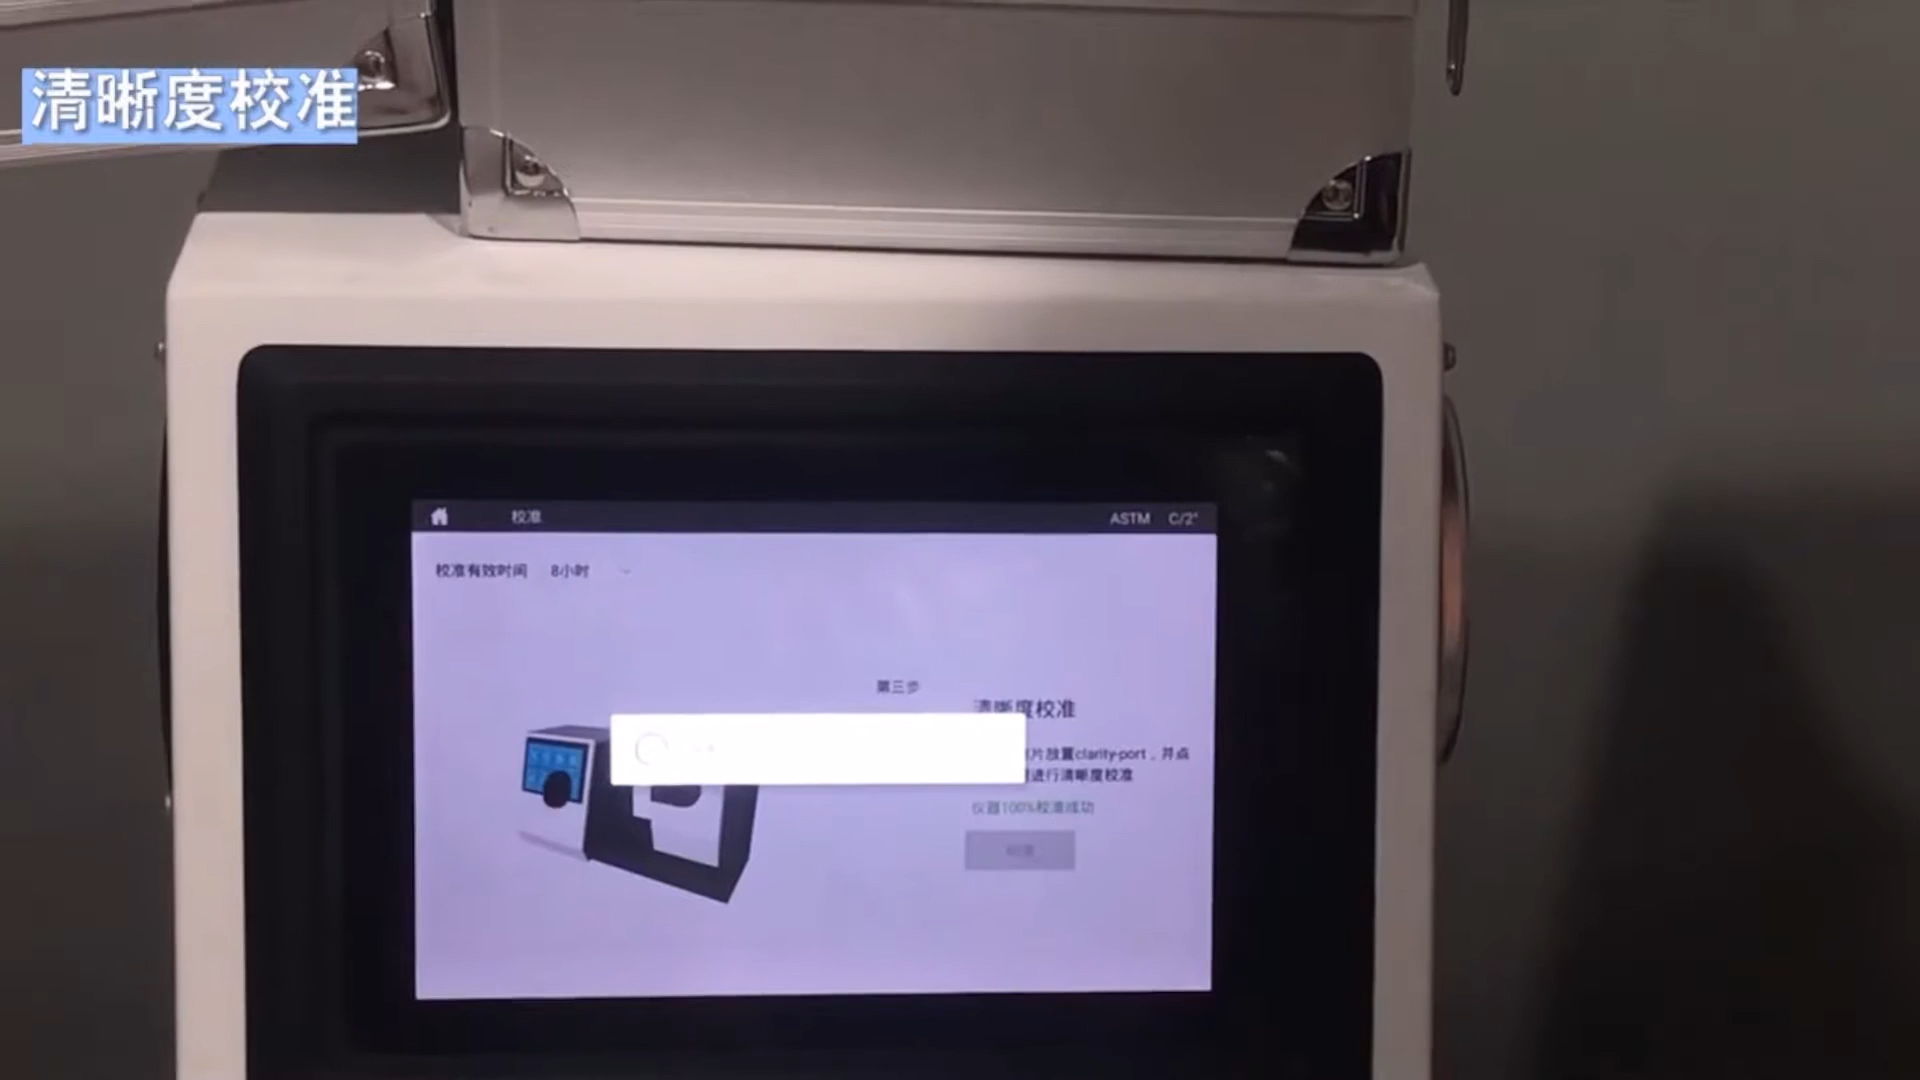 清晰度校准
校准 ASTM C/2°
校准有效时间 8小时
第三步
清晰度校准
片放置clarity-port，并点
进行清晰度校准
仪器100%校准成功